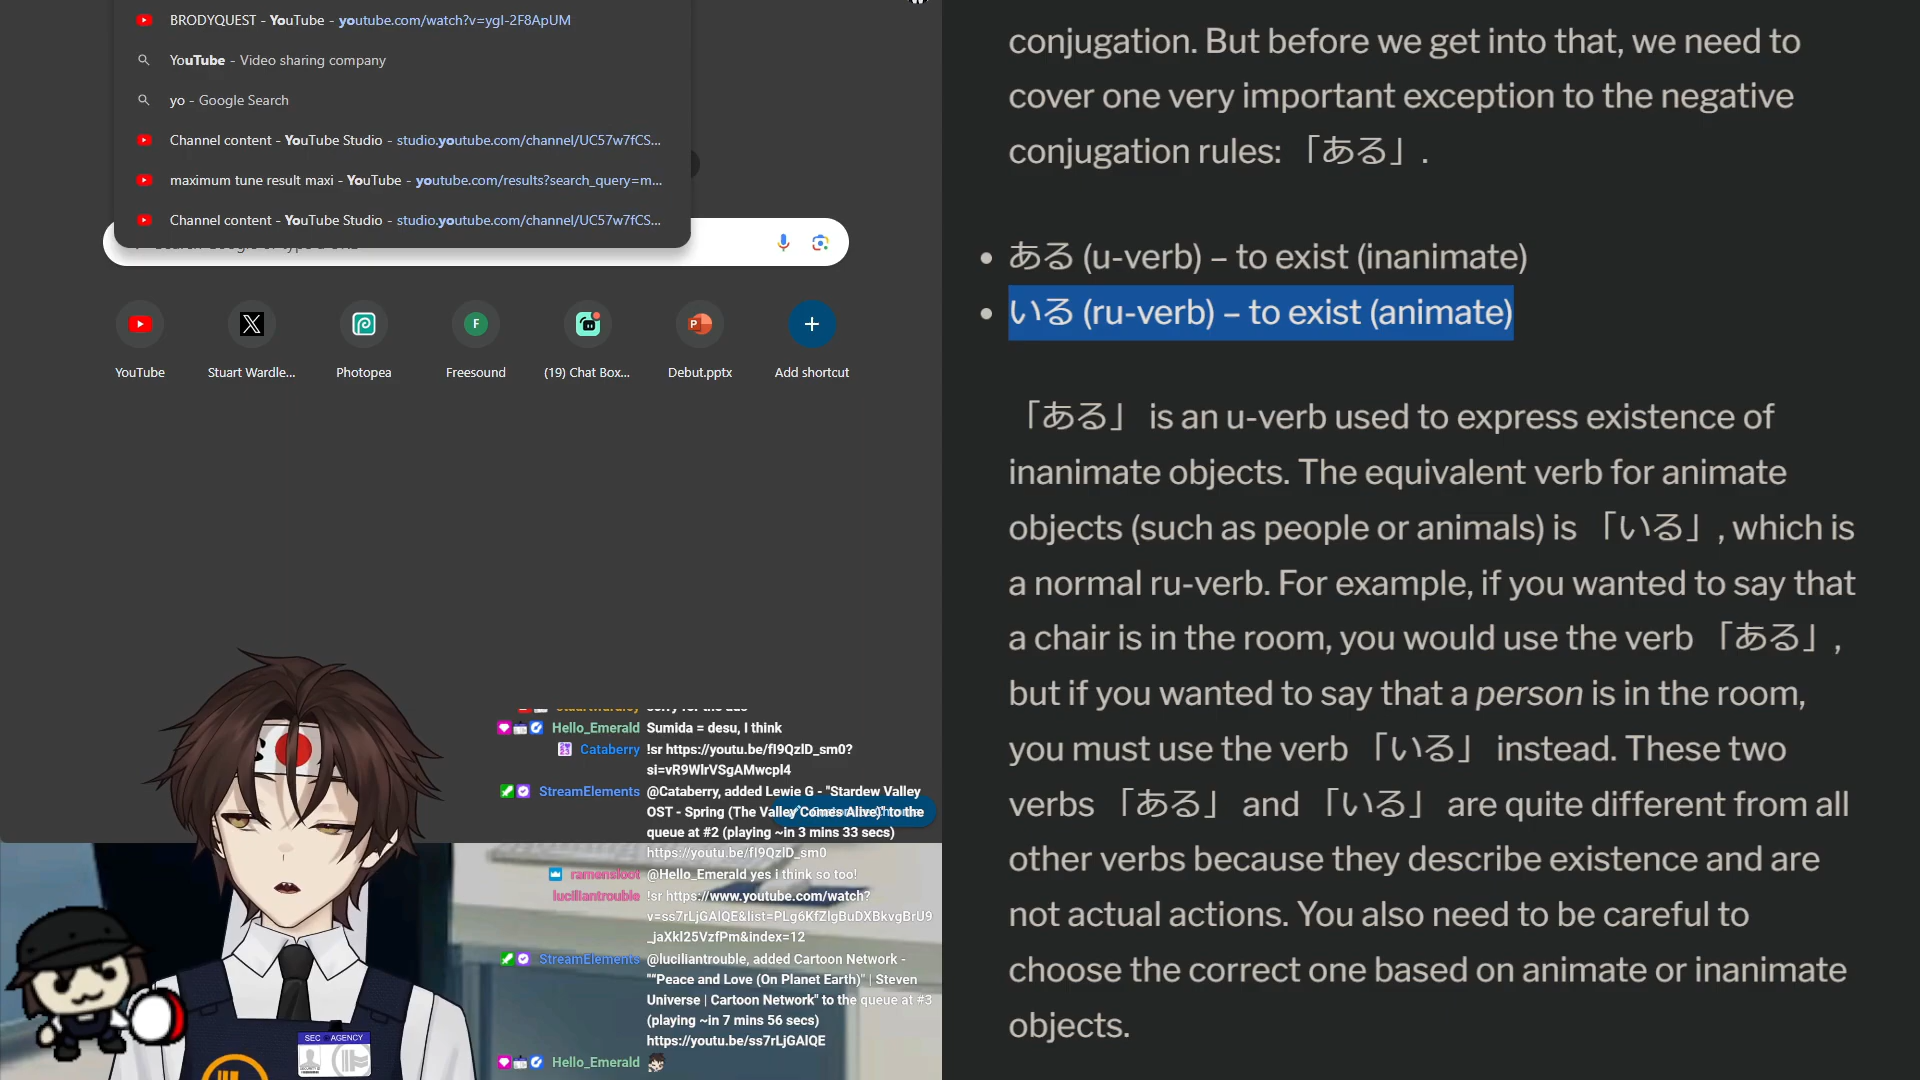 BRODYQUEST - YouTube - youtube.com/watch?v=ygI-2F8ApUM
YouTube - Video sharing company
yo - Google Search
Channel content - YouTube Studio - studio.youtube.com/channel/UC57w7fCS...
maximum tune result maxi - YouTube - youtube.com/results?search_query=m...
Channel content - YouTube Studio - studio.youtube.com/channel/UC57w7fCS...
YouTube
Stuart Wardle...
Photopea
Freesound
(19) Chat Box...
Debut.pptx
Add shortcut
F
Hello_Emerald Sumida = desu, I think
Cataberry !sr https://youtu.be/fI9QzlD_sm0?
si=vR9WlrVSgAMwcpl4
StreamElements @Cataberry, added Lewie G - "Stardew Valley
OST - Spring (The Valley Comes Alive)" to the
queue at #2 (playing ~in 3 mins 33 secs)
https://youtu.be/fI9QzlD_sm0
ramensloot @Hello_Emerald yes i think so too!
luciliantrouble !sr https://www.youtube.com/watch?
v=ss7rLjGAlQE&list=PLg6KfZlgBuDXBkvgBrU9
_jaXkl25VzfPm&index=12
StreamElements @luciliantrouble, added Cartoon Network -
""Peace and Love (On Planet Earth)" | Steven
Universe | Cartoon Network" to the queue at #3
(playing ~in 7 mins 56 secs)
https://youtu.be/ss7rLjGAlQE
Hello_Emerald
SEC AGENCY
conjugation. But before we get into that, we need to
cover one very important exception to the negative
conjugation rules: 「ある」.
• ある (u-verb) – to exist (inanimate)
• いる (ru-verb) – to exist (animate)
「ある」 is an u-verb used to express existence of
inanimate objects. The equivalent verb for animate
objects (such as people or animals) is 「いる」, which is
a normal ru-verb. For example, if you wanted to say that
a chair is in the room, you would use the verb 「ある」,
but if you wanted to say that a person is in the room,
you must use the verb 「いる」 instead. These two
verbs 「ある」 and 「いる」 are quite different from all
other verbs because they describe existence and are
not actual actions. You also need to be careful to
choose the correct one based on animate or inanimate
objects.